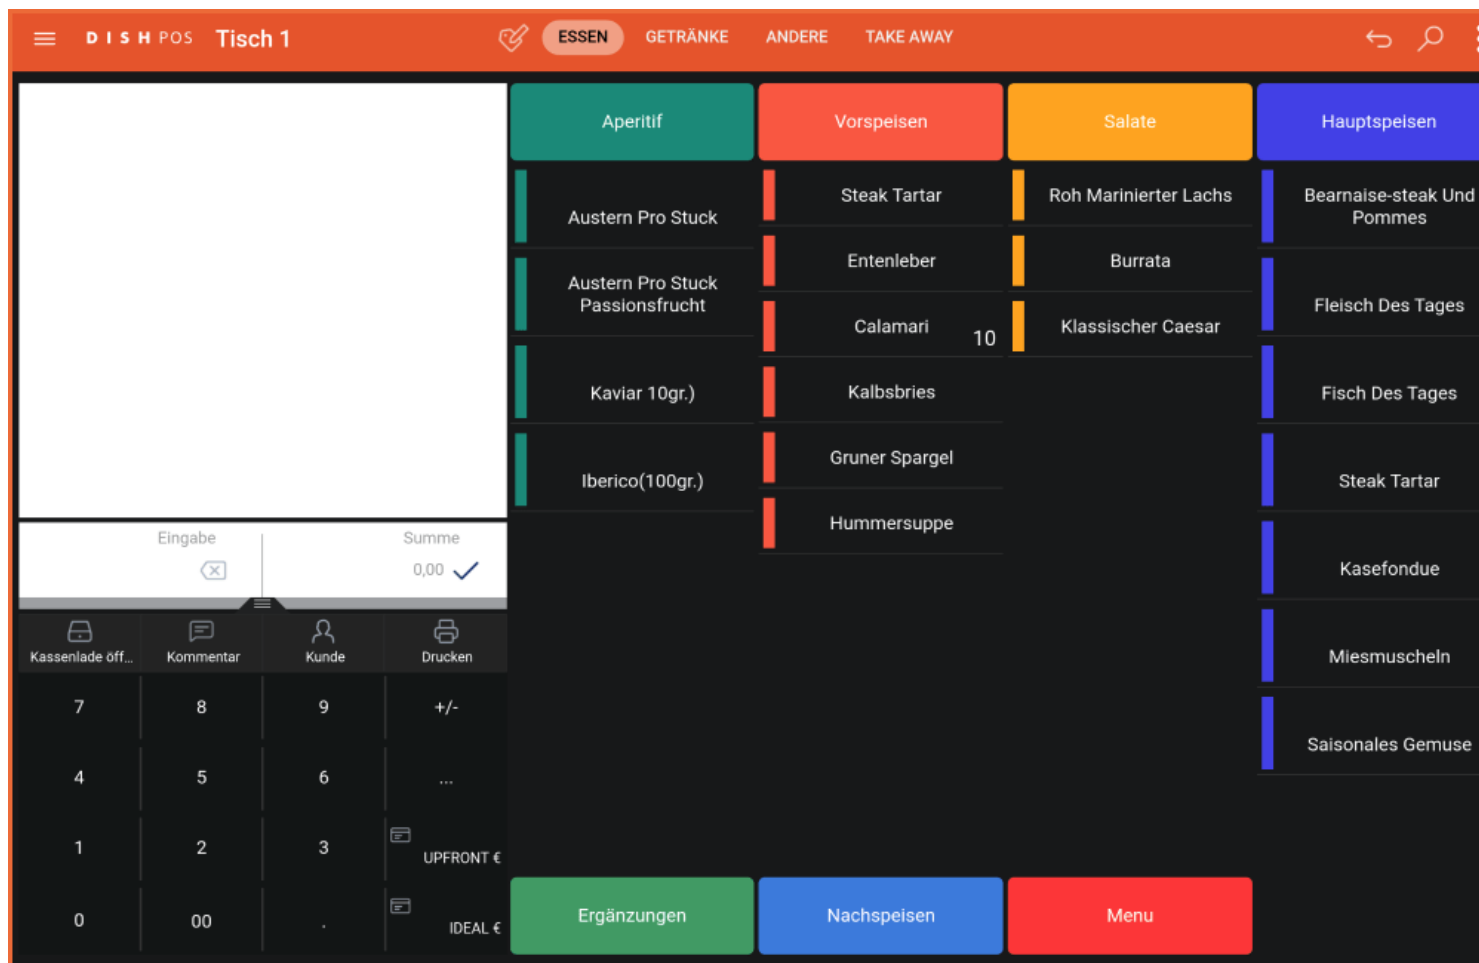 DISH POS Tisch 1
ESSEN
GETRÄNKE
ANDERE
TAKE AWAY
Eingabe
Summe
0,00
Kassenlade öff...
Kommentar
Kunde
Drucken
7 8 9 +/-
4 5 6 ...
1 2 3 UPFRONT €
0 00 . IDEAL €
Aperitif
Austern Pro Stuck
Austern Pro Stuck
Passionsfrucht
Kaviar 10gr.)
Iberico(100gr.)
Vorspeisen
Steak Tartar
Entenleber
Calamari
10
Kalbsbries
Gruner Spargel
Hummersuppe
Salate
Roh Marinierter Lachs
Burrata
Klassischer Caesar
Hauptspeisen
Bearnaise-steak Und
Pommes
Fleisch Des Tages
Fisch Des Tages
Steak Tartar
Kasefondue
Miesmuscheln
Saisonales Gemuse
Ergänzungen
Nachspeisen
Menu